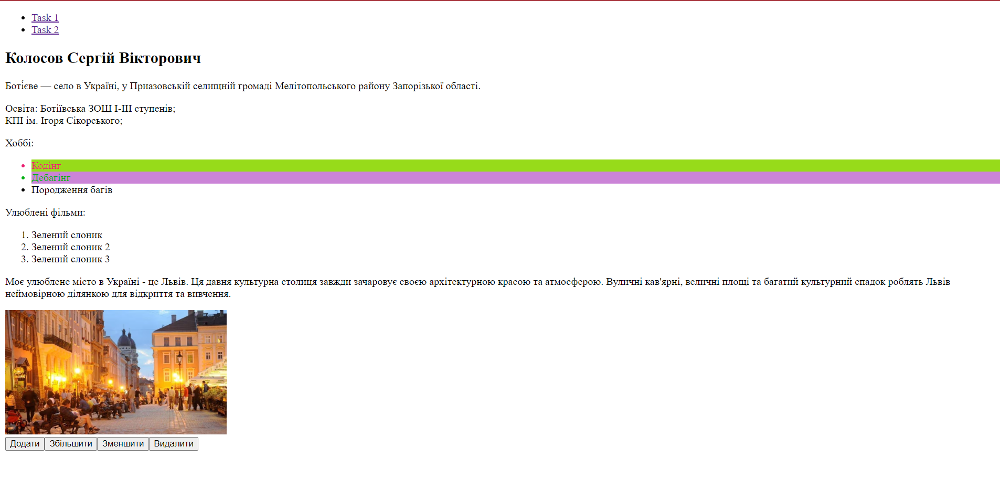 Task 1
Task 2
Колосов Сергій Вікторович
Боті́єве — село в Україні, у Приазовській селищній громаді Мелітопольського району Запорізької області.
Освіта: Ботіївська ЗОШ І-ІІІ ступенів;
КПІ ім. Ігоря Сікорського;
Хоббі:
Кодінг
Дебагінг
Породження багів
Улюблені фільми:
1. Зелений слоник
2. Зелений слоник 2
3. Зелений слоник 3
Моє улюблене місто в Україні - це Львів. Ця давня культурна столиця завжди зачаровує своєю архітектурною красою та атмосферою. Вуличні кав'ярні, величні площі та багатий культурний спадок роблять Львів
неймовірною ділянкою для відкриття та вивчення.
Додати Збільшити Зменшити Видалити